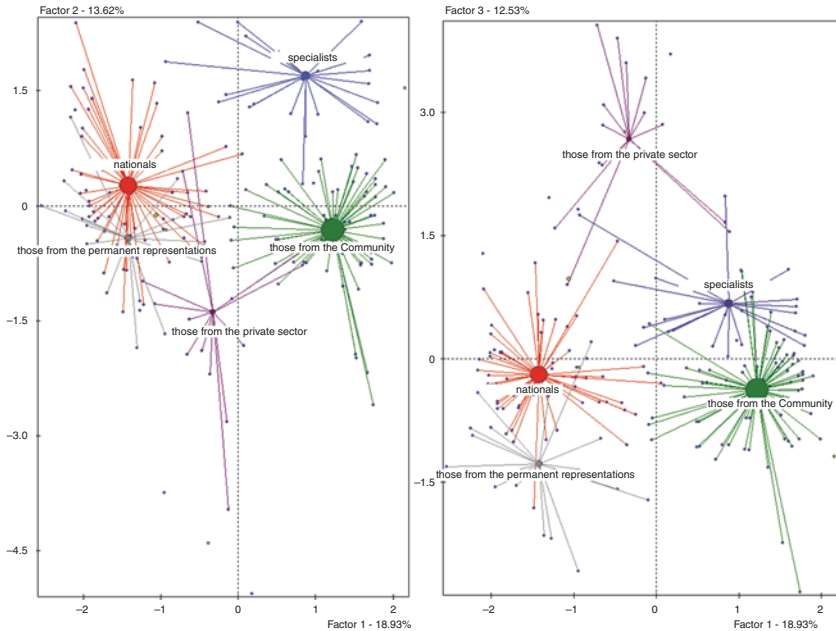 Factor 2 - 13.62%
specialists
1.5
nationals
0
those from the permanent representations
those from the Community
−1.5
those from the private sector
−3.0
−4.5
−2
−1
0
1
2
Factor 1 - 18.93%
Factor 3 - 12.53%
3.0
those from the private sector
1.5
specialists
0
nationals
those from the Community
those from the permanent representations
−1.5
−2
−1
0
1
2
Factor 1 - 18.93%